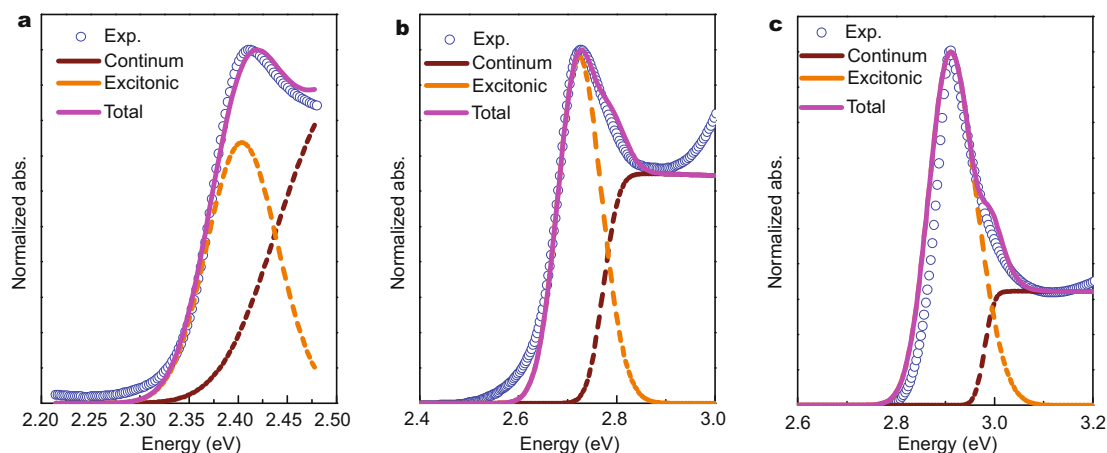 a
Exp.
Continum
Excitonic
Total
Normalized abs.
2.20 2.25 2.30 2.35 2.40 2.45 2.50
Energy (eV)
b
Exp.
Continum
Excitonic
Total
Normalized abs.
2.4 2.6 2.8 3.0
Energy (eV)
c
Exp.
Continum
Excitonic
Total
Normalized abs.
2.6 2.8 3.0 3.2
Energy (eV)